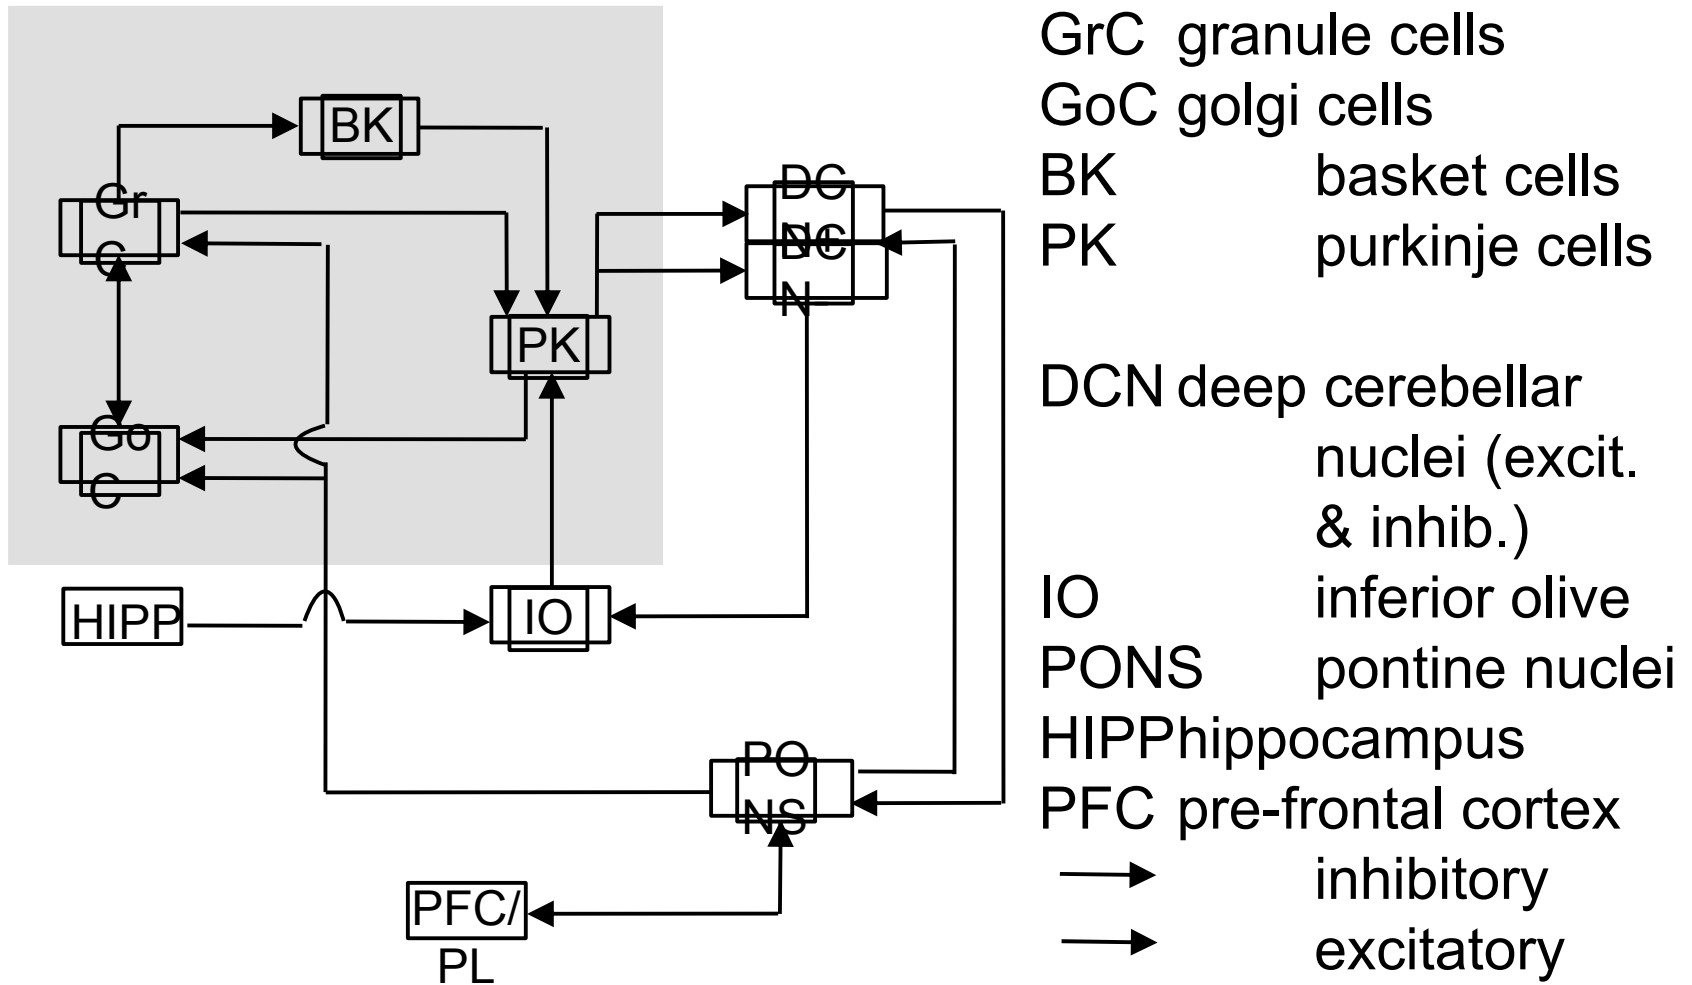 BK
Gr
C
Go
C
PK
DC
N+
DC
N-
HIPP
IO
PO
NS
PFC/
PL
GrC granule cells
GoC golgi cells
BK basket cells
PK purkinje cells
DCN deep cerebellar
nuclei (excit.
& inhib.)
IO inferior olive
PONS pontine nuclei
HIPPhippocampus
PFC pre-frontal cortex
inhibitory
excitatory